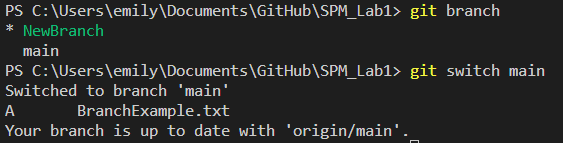 PS C:\Users\emily\Documents\GitHub\SPM_Lab1> git branch
* NewBranch
  main
PS C:\Users\emily\Documents\GitHub\SPM_Lab1> git switch main
Switched to branch 'main'
A       BranchExample.txt
Your branch is up to date with 'origin/main'.